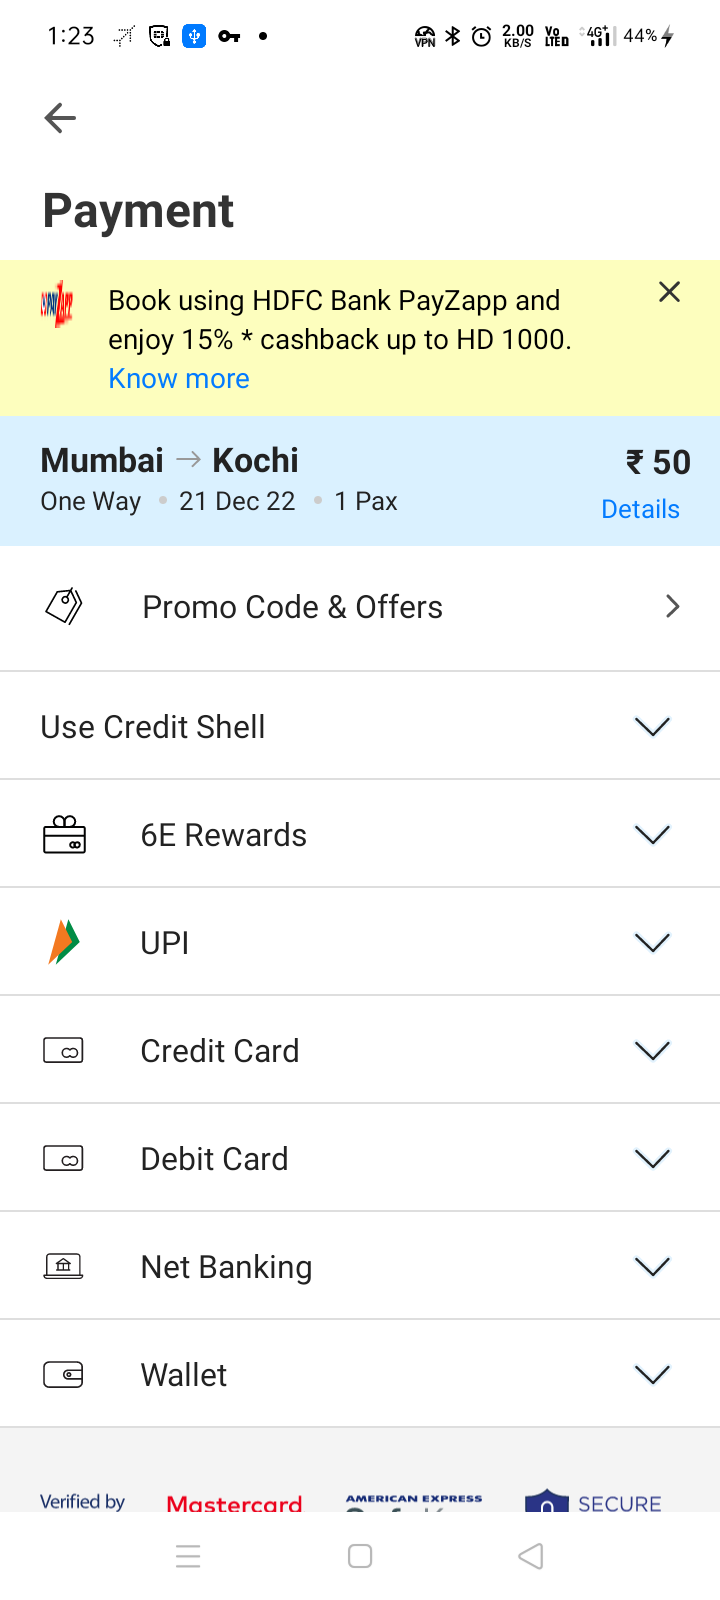 1:23 VPN 2.00 KB/S Vo LTED 4G+ 44%
Payment
PAYZAPP
Book using HDFC Bank PayZapp and
enjoy 15% * cashback up to HD 1000.
Know more
Mumbai → Kochi ₹ 50
One Way • 21 Dec 22 • 1 Pax Details
Promo Code & Offers
Use Credit Shell
6E Rewards
UPI
Credit Card
Debit Card
Net Banking
Wallet
Verified by Mastercard AMERICAN EXPRESS SECURE